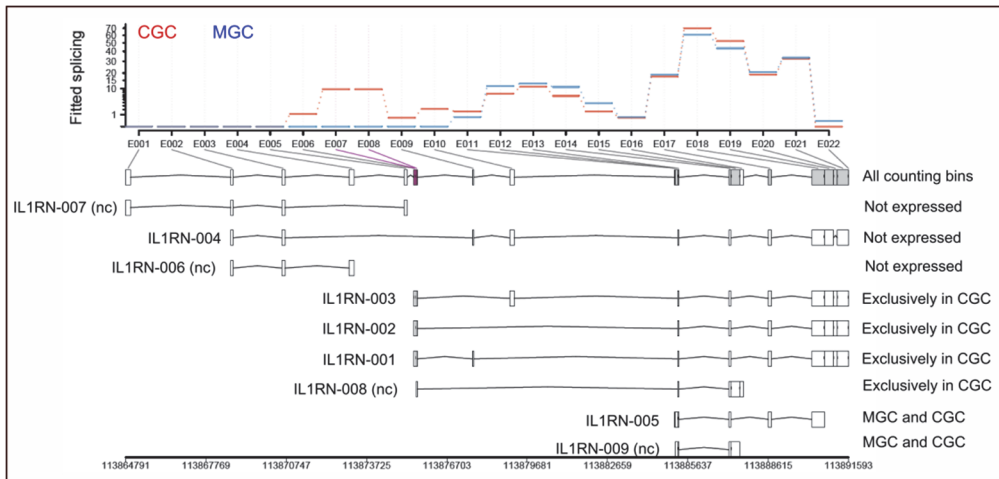 CGC MGC
Fitted splicing
70
60
50
40
30
20
15
10
1
E001 E002 E003 E004 E005 E006 E007 E008 E009 E010 E011 E012 E013 E014 E015 E016 E017 E018 E019 E020 E021 E022
All counting bins
IL1RN-007 (nc) Not expressed
IL1RN-004 Not expressed
IL1RN-006 (nc) Not expressed
IL1RN-003 Exclusively in CGC
IL1RN-002 Exclusively in CGC
IL1RN-001 Exclusively in CGC
IL1RN-008 (nc) Exclusively in CGC
IL1RN-005 MGC and CGC
IL1RN-009 (nc) MGC and CGC
113864791 113867769 113870747 113873725 113876703 113879681 113882659 113885637 113888615 113891593